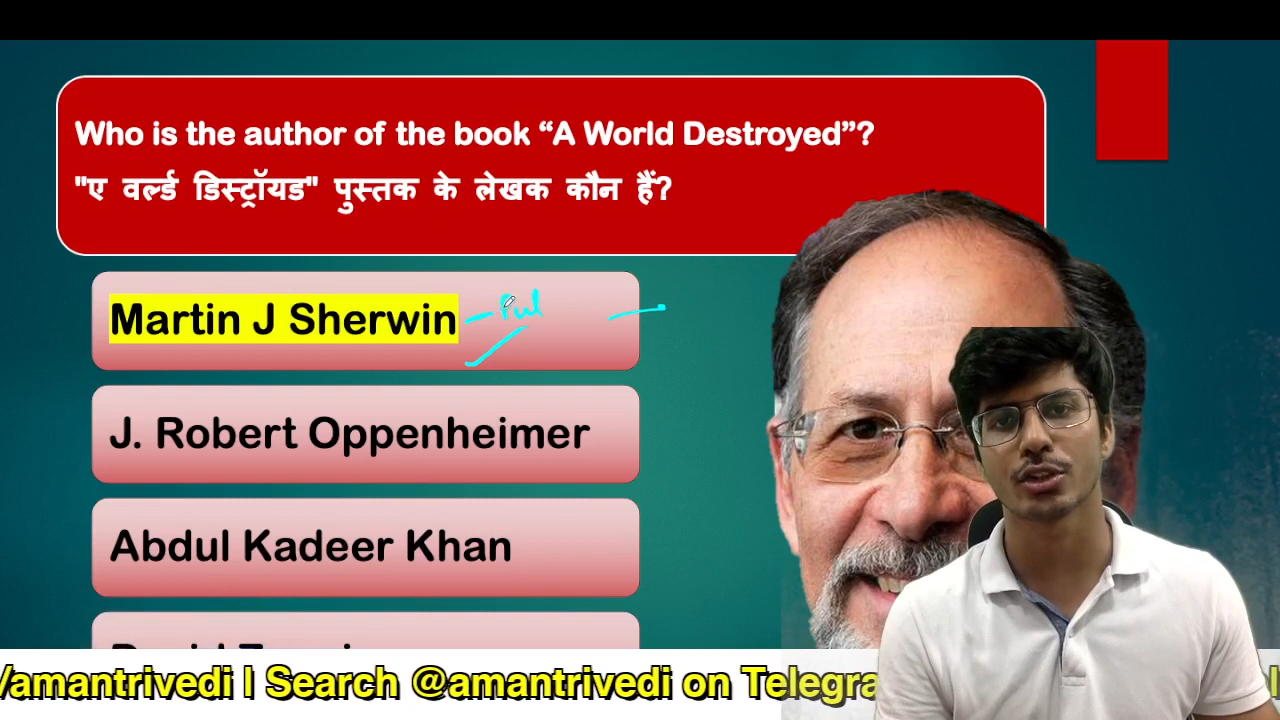 Who is the author of the book “A World Destroyed”?
"ए वर्ल्ड डिस्ट्रॉयड" पुस्तक के लेखक कौन हैं?
Martin J Sherwin - Pul
J. Robert Oppenheimer
Abdul Kadeer Khan
/amantrivedi | Search @amantrivedi on Telegra